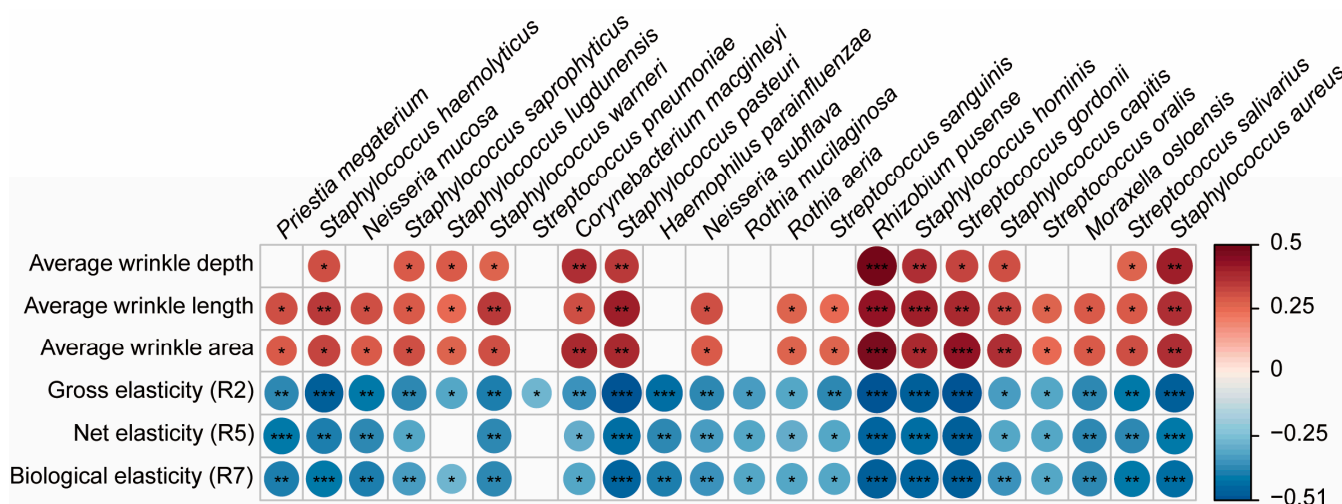 Priestia megaterium
Staphylococcus haemolyticus
Neisseria mucosa
Staphylococcus saprophyticus
Staphylococcus lugdunensis
Staphylococcus warneri
Streptococcus pneumoniae
Corynebacterium macginleyi
Staphylococcus pasteuri
Haemophilus parainfluenzae
Neisseria subflava
Rothia mucilaginosa
Rothia aeria
Streptococcus sanguinis
Rhizobium pusense
Staphylococcus hominis
Streptococcus gordonii
Staphylococcus capitis
Streptococcus oralis
Moraxella osloensis
Streptococcus salivarius
Staphylococcus aureus
Average wrinkle depth * * * * ** ** *** ** * * * **
Average wrinkle length * ** * * * ** * ** * * * *** *** ** ** * * * **
Average wrinkle area * ** * * * * ** ** * * * *** ** *** ** * * * **
Gross elasticity (R2) ** *** ** ** * ** * ** *** *** ** * * ** *** *** *** * * ** ** ***
Net elasticity (R5) *** ** ** * ** * *** ** ** * * * *** *** *** * * ** ** ***
Biological elasticity (R7) ** *** ** ** * ** * *** ** ** * * * *** *** *** ** * ** ** ***
0.5
0.25
0
−0.25
−0.51